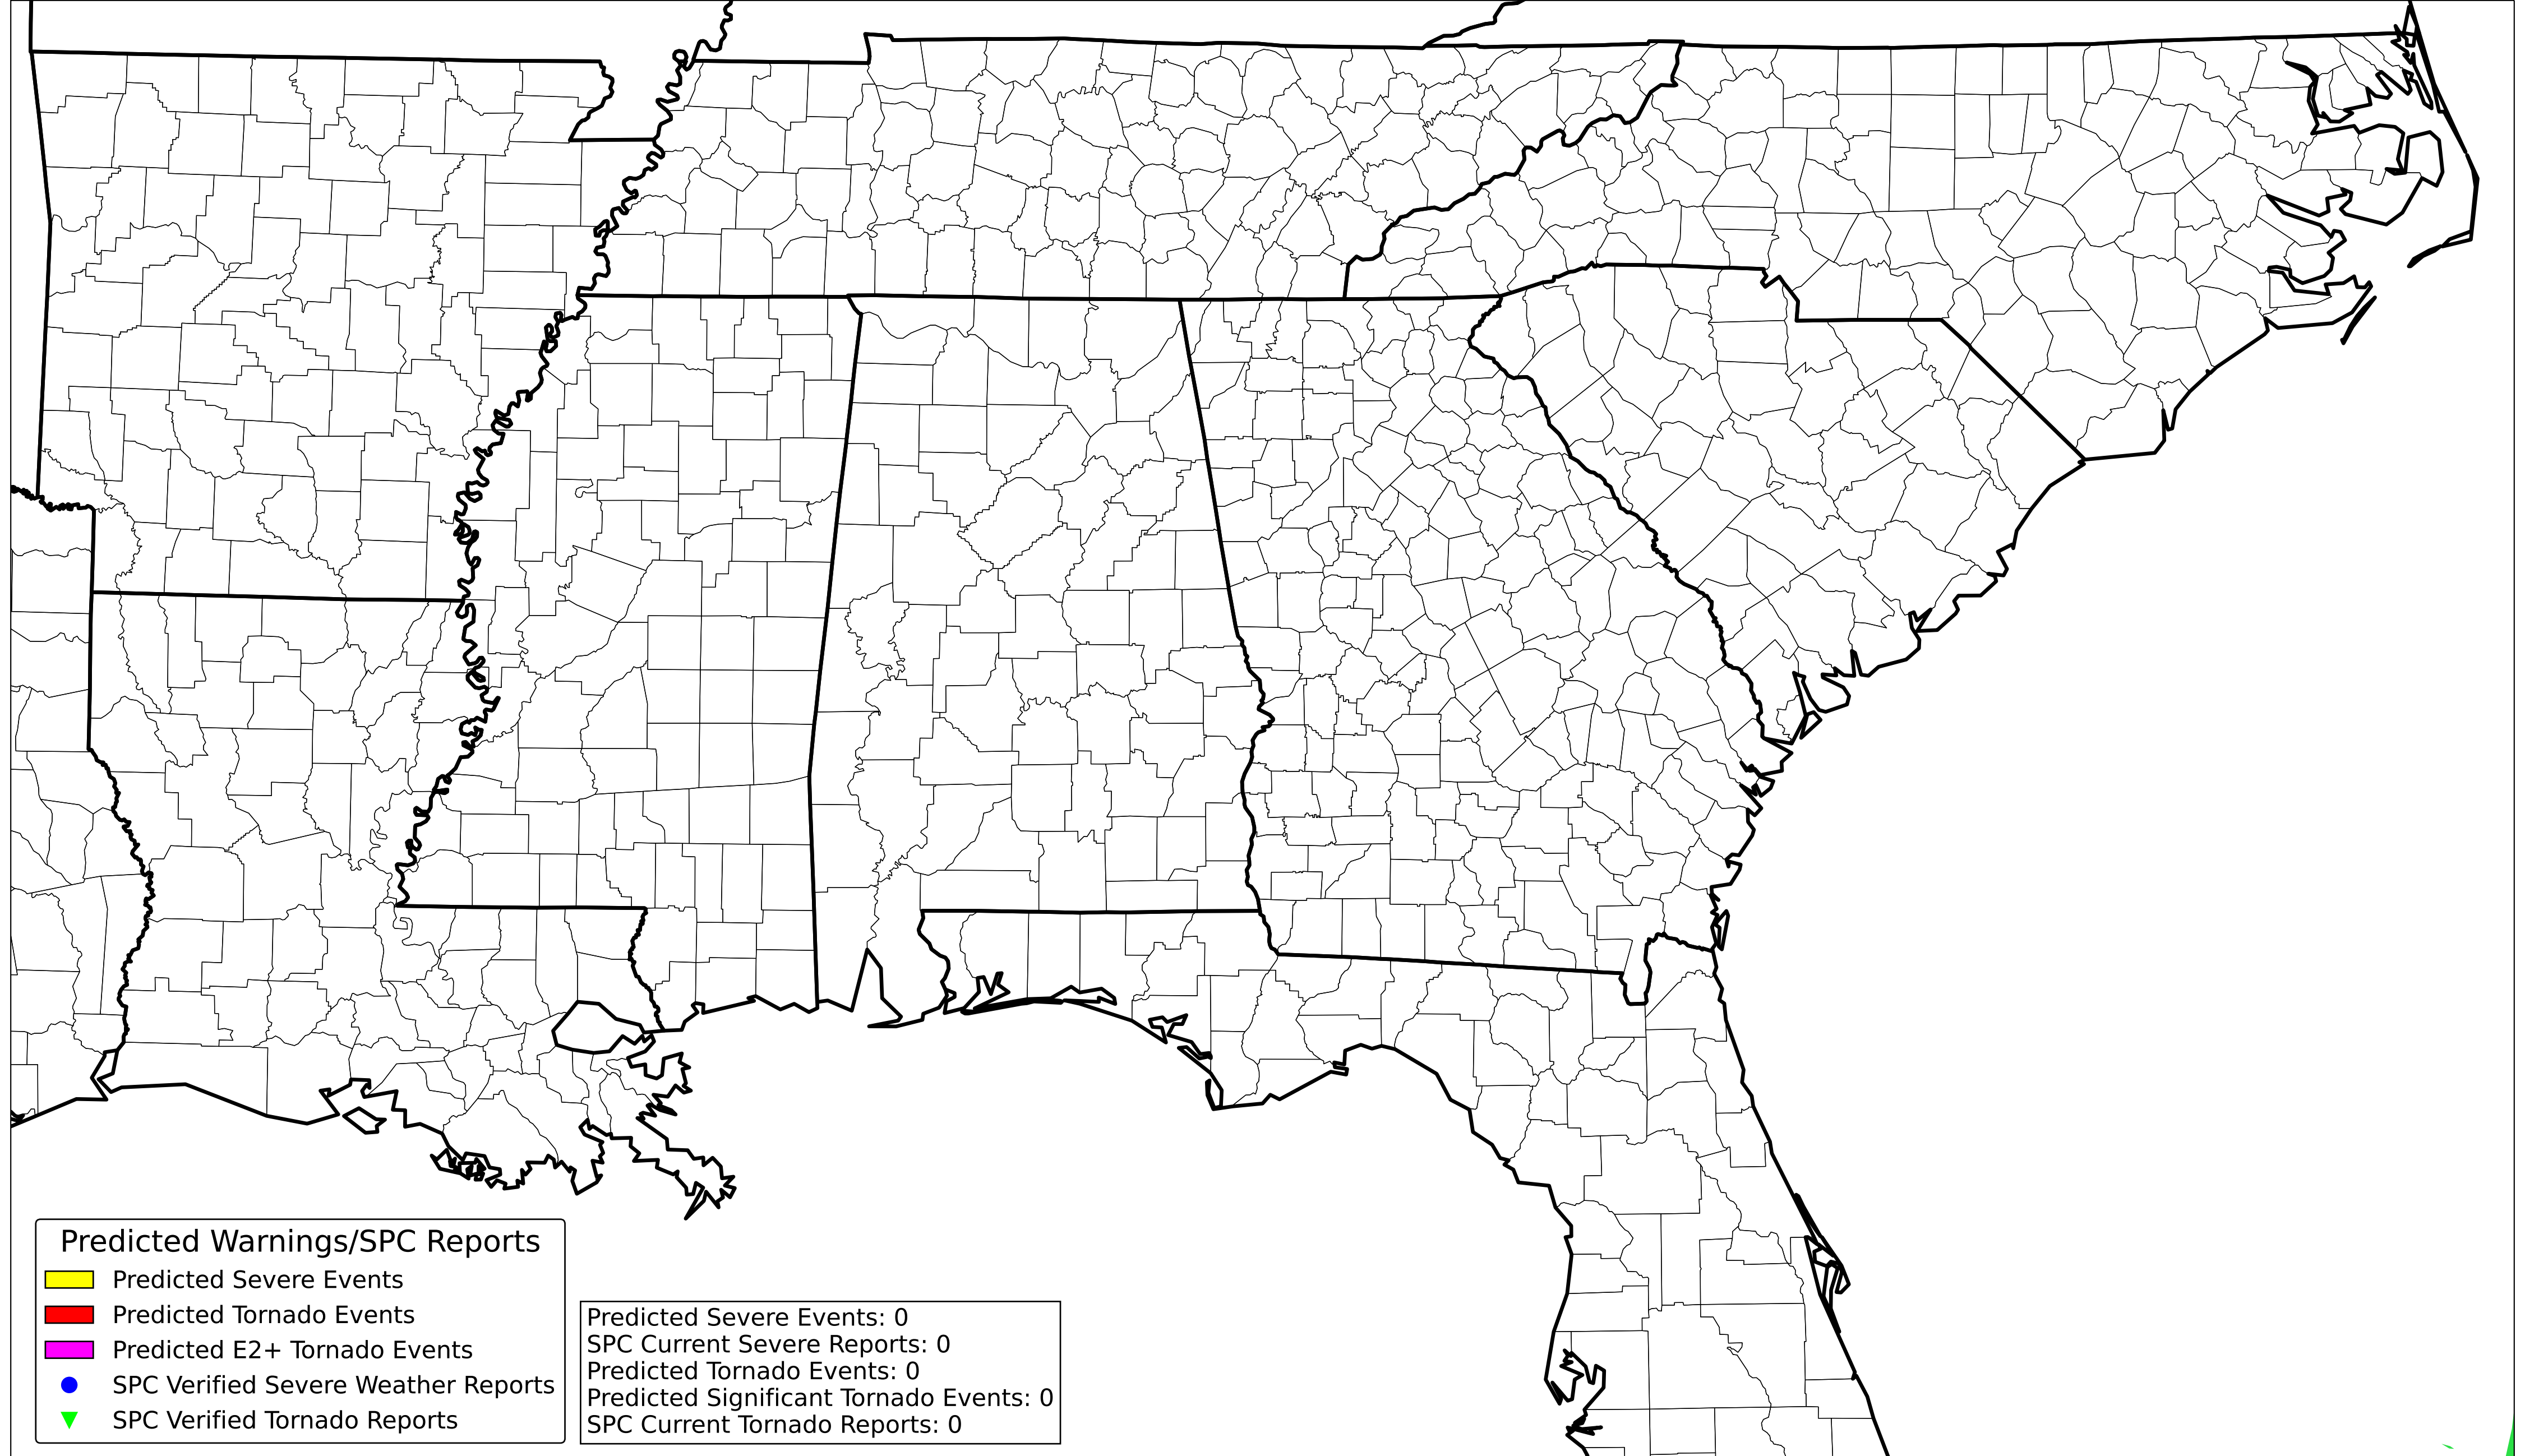 Predicted Warnings/SPC Reports
Predicted Severe Events
Predicted Tornado Events
Predicted E2+ Tornado Events
SPC Verified Severe Weather Reports
SPC Verified Tornado Reports
Predicted Severe Events: 0
SPC Current Severe Reports: 0
Predicted Tornado Events: 0
Predicted Significant Tornado Events: 0
SPC Current Tornado Reports: 0